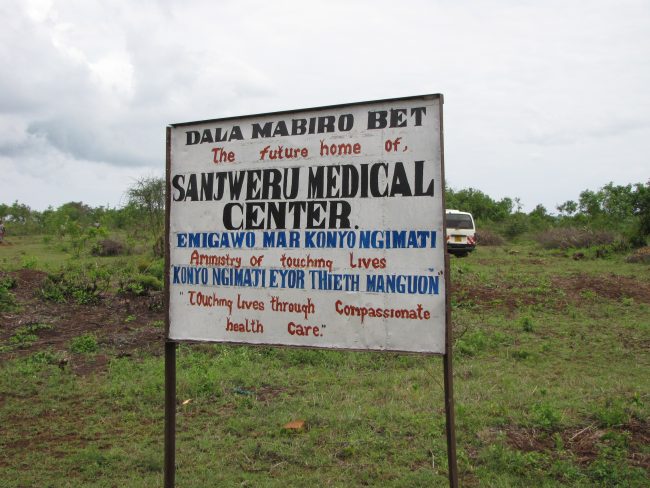 DALA MABIRO BET
The future home of,
SANJWERU MEDICAL
CENTER.
EMIGAWO MAR KONYO NGIMATI
Aministry of touching Lives
KONYO NGIMATI EYOR THIETH MANGUON
"Touching Lives through Compassionate
health Care."